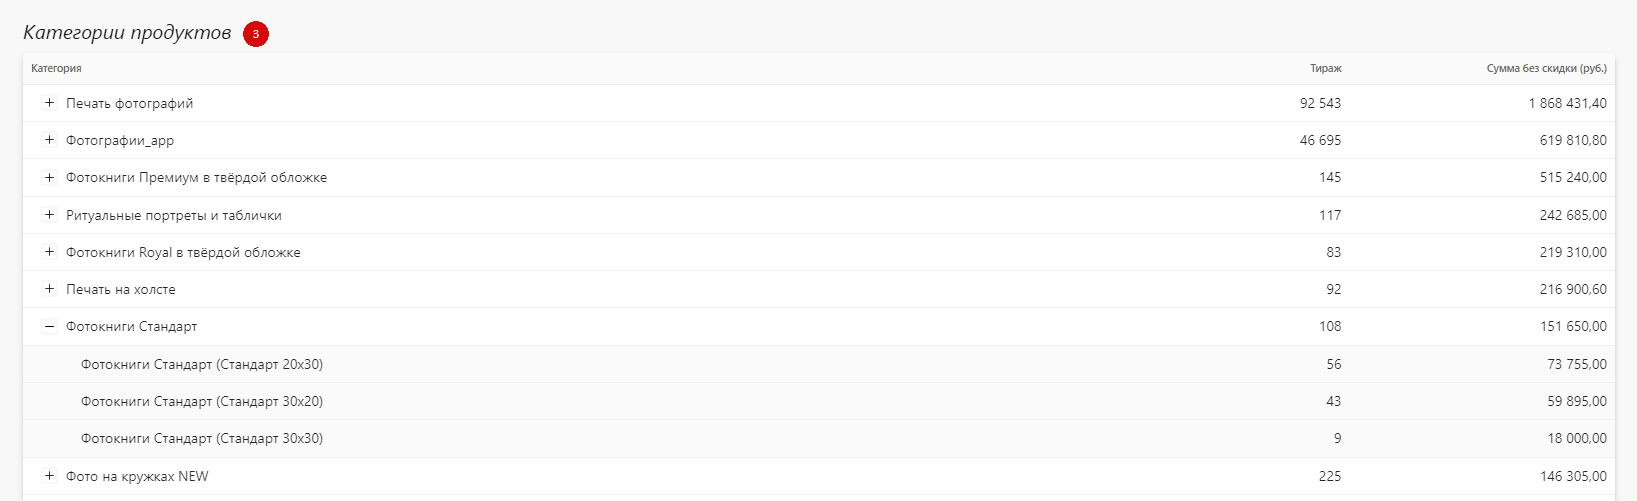 Категории продуктов 3
Категория Тираж Сумма без скидки (руб.)
Печать фотографий 92 543 1 868 431,40
Фотографии_app 46 695 619 810,80
Фотокниги Премиум в твёрдой обложке 145 515 240,00
Ритуальные портреты и таблички 117 242 685,00
Фотокниги Royal в твёрдой обложке 83 219 310,00
Печать на холсте 92 216 900,60
Фотокниги Стандарт 108 151 650,00
Фотокниги Стандарт (Стандарт 20x30) 56 73 755,00
Фотокниги Стандарт (Стандарт 30x20) 43 59 895,00
Фотокниги Стандарт (Стандарт 30x30) 9 18 000,00
Фото на кружках NEW 225 146 305,00